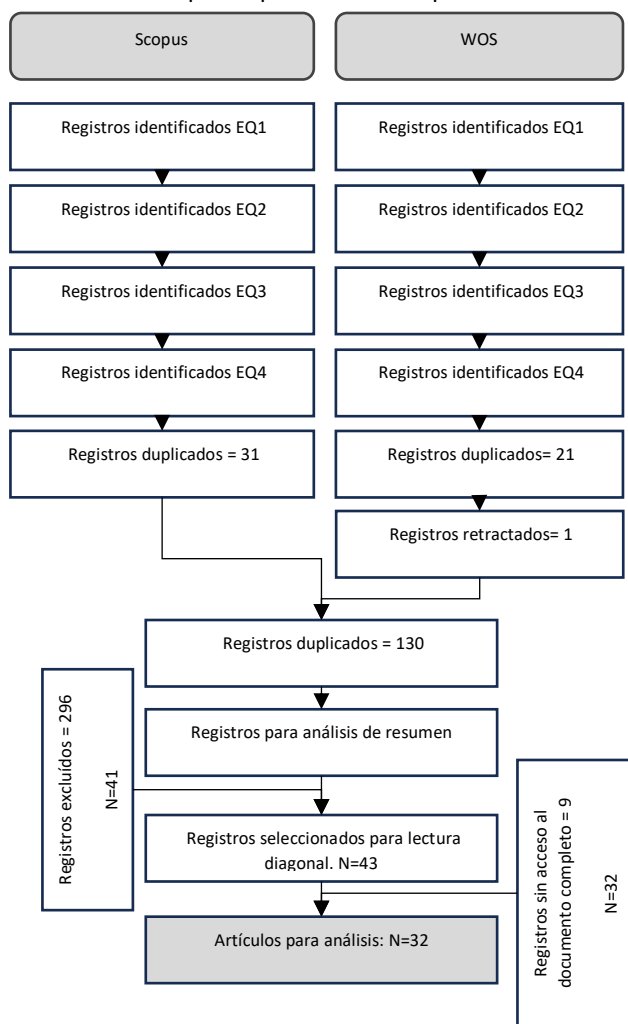 Scopus
WOS
Registros identificados EQ1
Registros identificados EQ1
Registros identificados EQ2
Registros identificados EQ2
Registros identificados EQ3
Registros identificados EQ3
Registros identificados EQ4
Registros identificados EQ4
Registros duplicados = 31
Registros duplicados= 21
Registros retractados= 1
Registros duplicados = 130
Registros excluídos = 296
N=41
Registros para análisis de resumen
Registros seleccionados para lectura
diagonal. N=43
Registros sin acceso al
documento completo = 9
N=32
Artículos para análisis: N=32